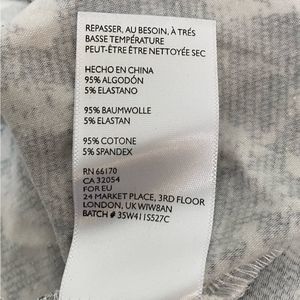 REPASSER, AU BESOIN, À TRÉS
BASSE TEMPÉRATURE
PEUT-ÊTRE ÊTRE NETTOYÉE SEC
HECHO EN CHINA
95% ALGODÓN
5% ELASTANO
95% BAUMWOLLE
5% ELASTAN
95% COTONE
5% SPANDEX
RN 66170
CA 32054
FOR EU
24 MARKET PLACE, 3RD FLOOR
LONDON, UK WIW8AN
BATCH # 35W411S527C